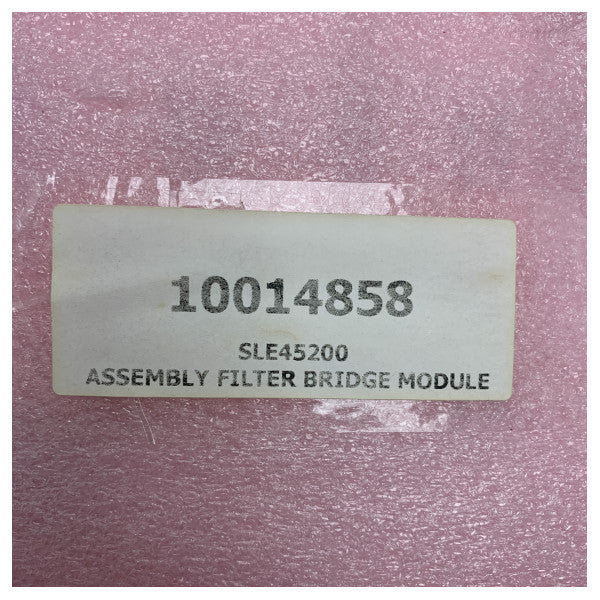 10014858
SLE45200
ASSEMBLY FILTER BRIDGE MODULE